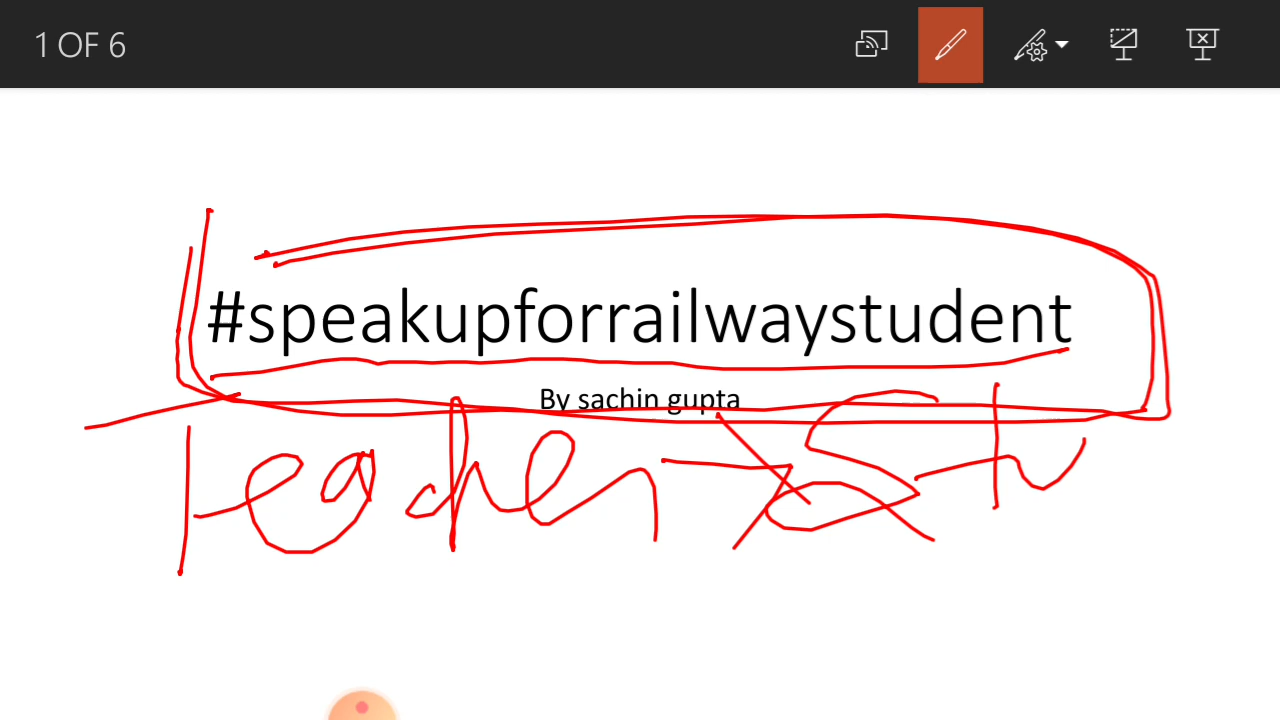 1 OF 6
#speakupforrailwaystudent
By sachin gupta
Teacher